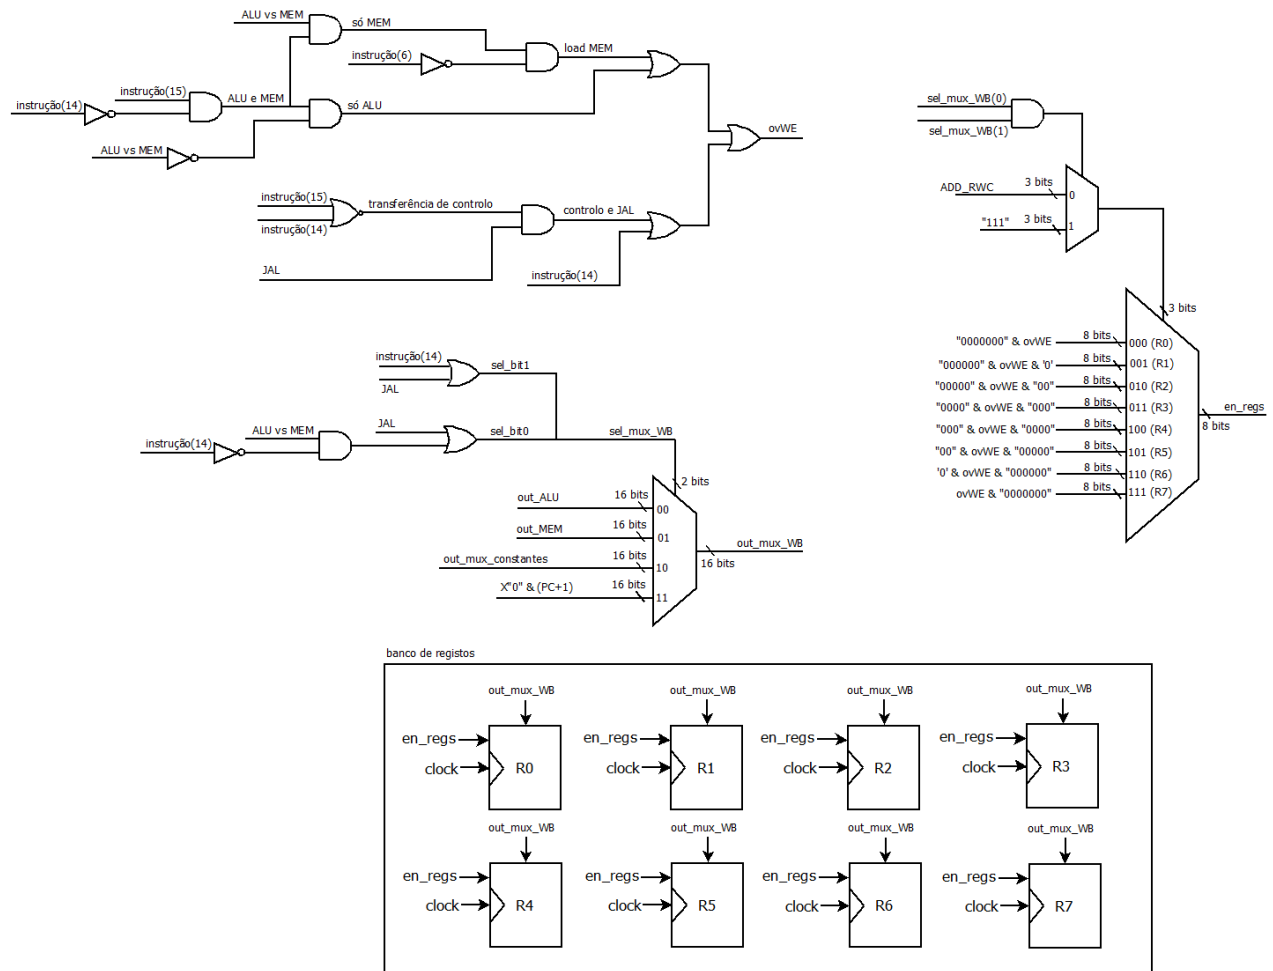 ALU vs MEM
só MEM
instrução(6)
load MEM
instrução(15)
instrução(14)
ALU e MEM
só ALU
ALU vs MEM
ovWE
instrução(15)
instrução(14)
transferência de controlo
controlo e JAL
JAL
instrução(14)
sel_mux_WB(0)
sel_mux_WB(1)
ADD_RWC
3 bits
0
"111"
3 bits
1
3 bits
"0000000" & ovWE
8 bits
000 (R0)
"000000" & ovWE & '0'
8 bits
001 (R1)
"00000" & ovWE & "00"
8 bits
010 (R2)
"0000" & ovWE & "000"
8 bits
011 (R3)
"000" & ovWE & "0000"
8 bits
100 (R4)
"00" & ovWE & "00000"
8 bits
101 (R5)
'0' & ovWE & "000000"
8 bits
110 (R6)
ovWE & "0000000"
8 bits
111 (R7)
en_regs
8 bits
instrução(14)
JAL
sel_bit1
ALU vs MEM
instrução(14)
JAL
sel_bit0
sel_mux_WB
2 bits
out_ALU
16 bits
00
out_MEM
16 bits
01
out_mux_constantes
16 bits
10
X"0" & (PC+1)
16 bits
11
out_mux_WB
16 bits
banco de registos
out_mux_WB
en_regs
clock
R0
out_mux_WB
en_regs
clock
R1
out_mux_WB
en_regs
clock
R2
out_mux_WB
en_regs
clock
R3
out_mux_WB
en_regs
clock
R4
out_mux_WB
en_regs
clock
R5
out_mux_WB
en_regs
clock
R6
out_mux_WB
en_regs
clock
R7